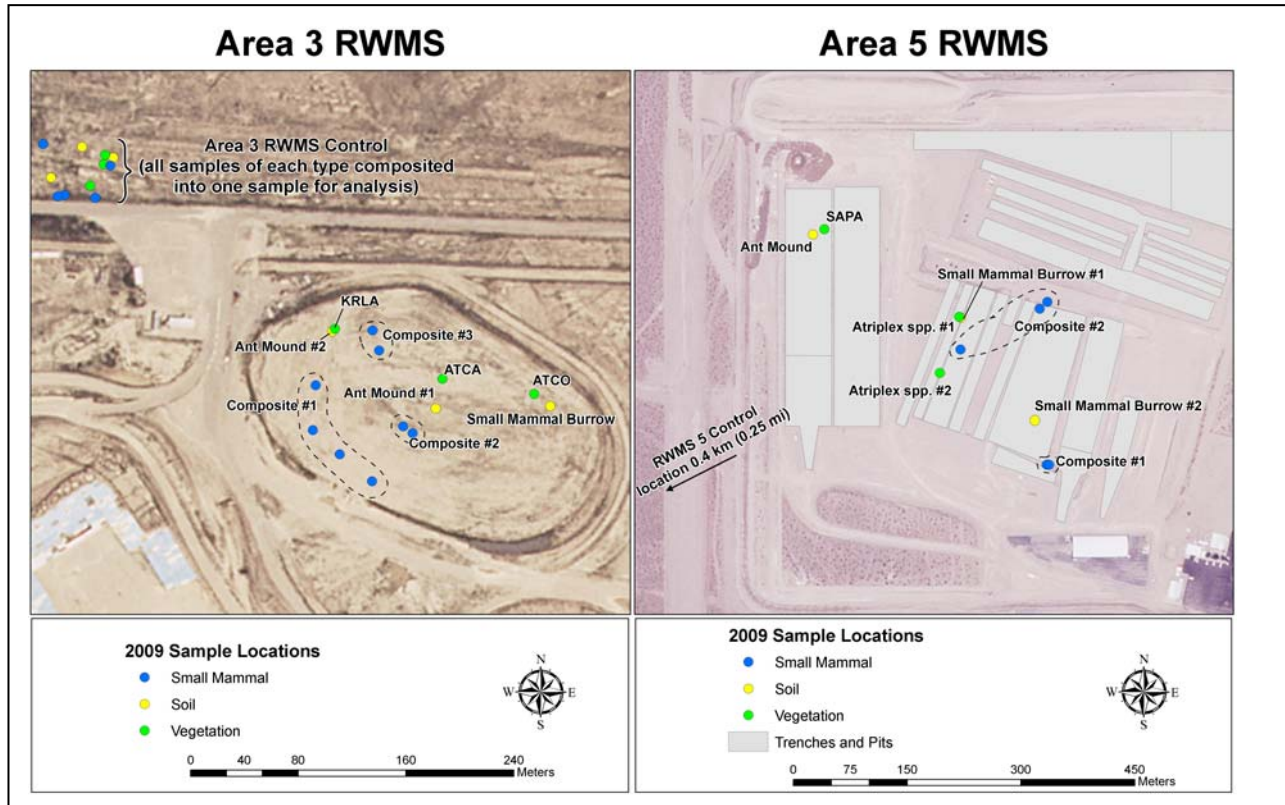 Area 3 RWMS
Area 3 RWMS Control
(all samples of each type composited
into one sample for analysis)
KRLA
Ant Mound #2
Composite #3
ATCA
ATCO
Ant Mound #1
Composite #1
Small Mammal Burrow
Composite #2
2009 Sample Locations
Small Mammal
Soil
Vegetation
N
W
E
S
0
40
80
160
240
Meters
Area 5 RWMS
SAPA
Ant Mound
Small Mammal Burrow #1
Atriplex spp. #1
Composite #2
Atriplex spp. #2
Small Mammal Burrow #2
Composite #1
RWMS 5 Control
location 0.4 km (0.25 mi)
2009 Sample Locations
Small Mammal
Soil
Vegetation
Trenches and Pits
N
W
E
S
0
75
150
300
450
Meters